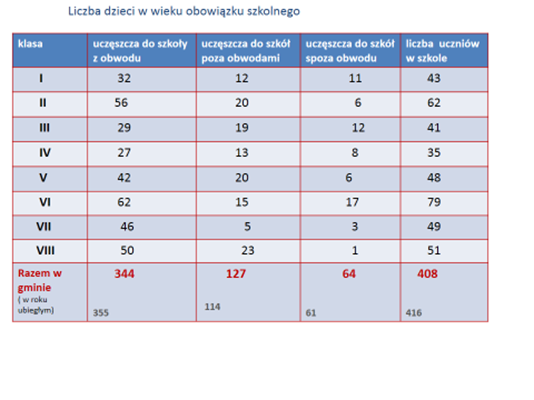 Liczba dzieci w wieku obowiązku szkolnego
klasa uczęszcza do szkoły z obwodu uczęszcza do szkół poza obwodami uczęszcza do szkół spoza obwodu liczba uczniów w szkole
I 32 12 11 43
II 56 20 6 62
III 29 19 12 41
IV 27 13 8 35
V 42 20 6 48
VI 62 15 17 79
VII 46 5 3 49
VIII 50 23 1 51
Razem w gminie 344 127 64 408
( w roku ubiegłym) 355 114 61 416